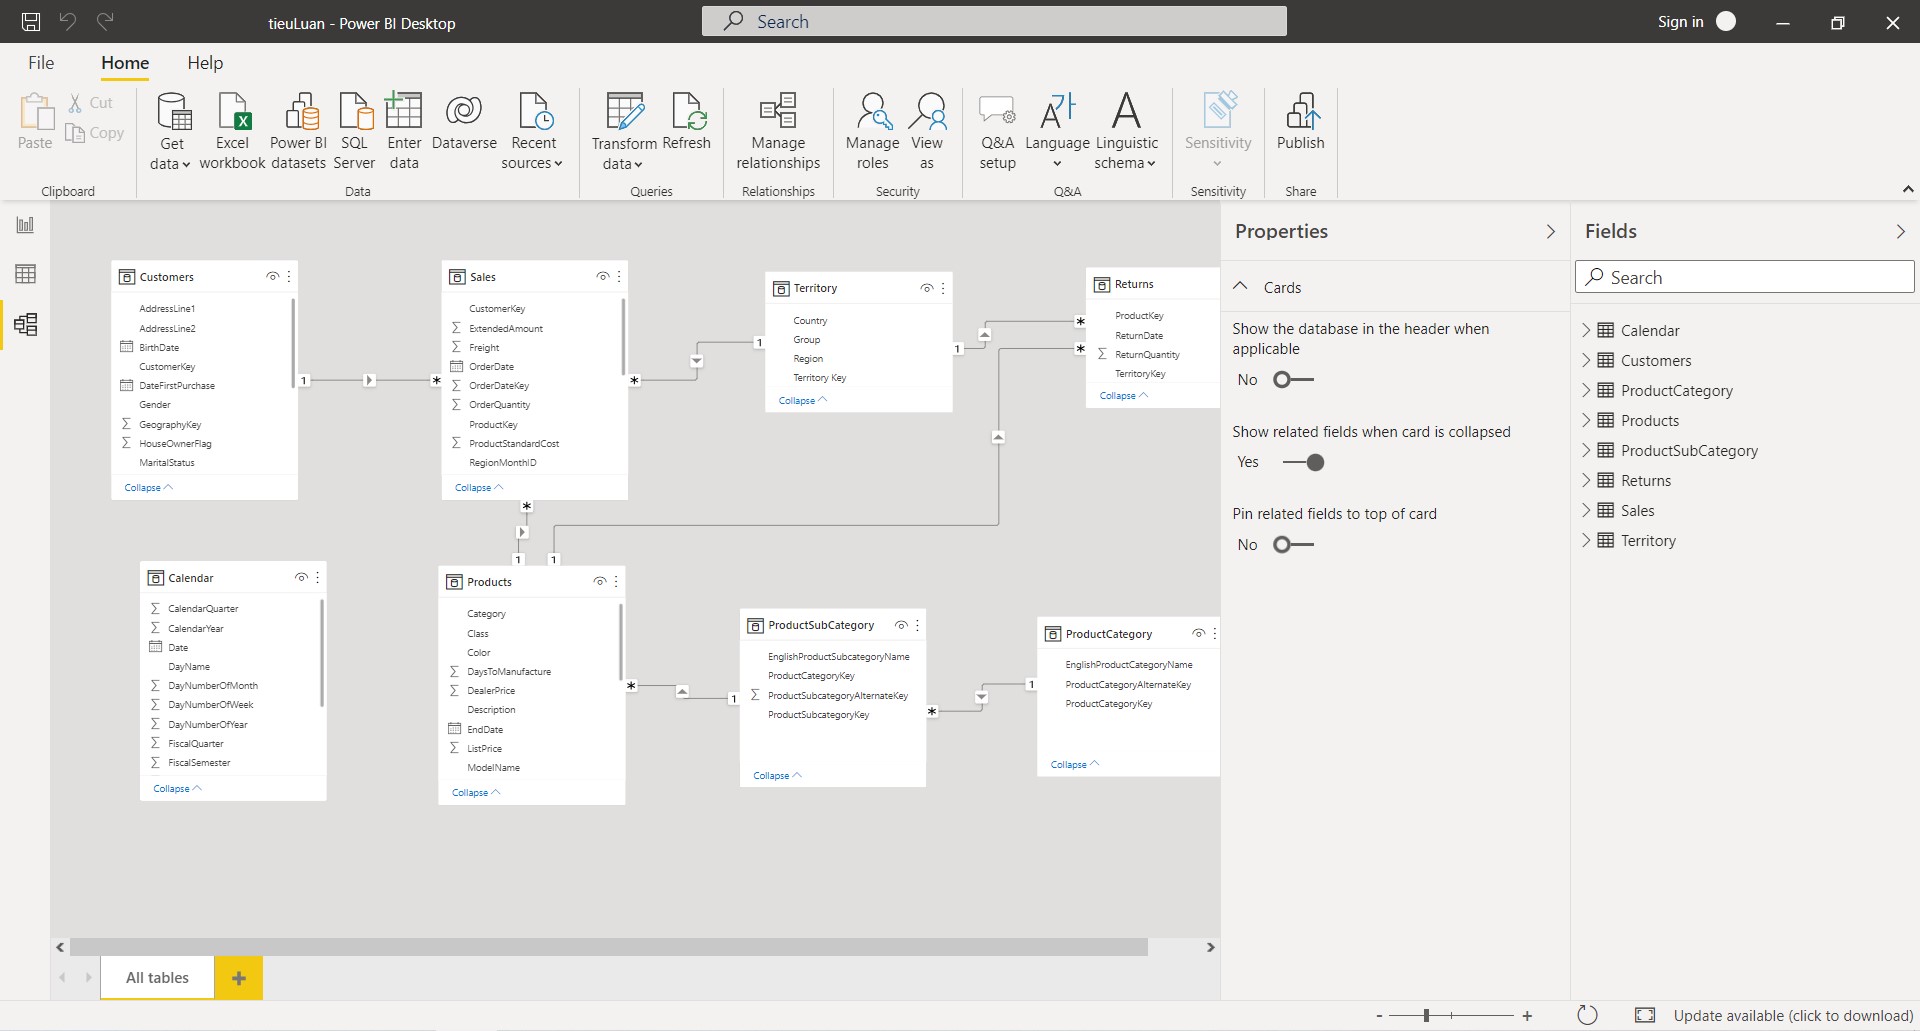 tieuLuan - Power BI Desktop
Search
Sign in
File
Home
Help
Paste
Cut
Copy
Clipboard
Get data
Excel workbook
Power BI datasets
SQL Server
Enter data
Dataverse
Recent sources
Data
Transform data
Refresh
Queries
Manage relationships
Relationships
Manage roles
View as
Security
Q&A setup
Language
Linguistic schema
Q&A
Sensitivity
Sensitivity
Publish
Share
Customers
AddressLine1
AddressLine2
BirthDate
CustomerKey
DateFirstPurchase
Gender
GeographyKey
HouseOwnerFlag
MaritalStatus
Collapse
1
*
Sales
CustomerKey
ExtendedAmount
Freight
OrderDate
OrderDateKey
OrderQuantity
ProductKey
ProductStandardCost
RegionMonthID
Collapse
*
1
Territory
Country
Group
Region
Territory Key
Collapse
1
*
*
Returns
ProductKey
ReturnDate
ReturnQuantity
TerritoryKey
Collapse
*
1
1
Calendar
CalendarQuarter
CalendarYear
Date
DayName
DayNumberOfMonth
DayNumberOfWeek
DayNumberOfYear
FiscalQuarter
FiscalSemester
Collapse
Products
Category
Class
Color
DaysToManufacture
DealerPrice
Description
EndDate
ListPrice
ModelName
Collapse
*
1
ProductSubCategory
EnglishProductSubcategoryName
ProductCategoryKey
ProductSubcategoryAlternateKey
ProductSubcategoryKey
Collapse
*
1
ProductCategory
EnglishProductCategoryName
ProductCategoryAlternateKey
ProductCategoryKey
Collapse
Properties
Cards
Show the database in the header when
applicable
No
Show related fields when card is collapsed
Yes
Pin related fields to top of card
No
Fields
Search
Calendar
Customers
ProductCategory
Products
ProductSubCategory
Returns
Sales
Territory
All tables
+
-
+
Update available (click to download)